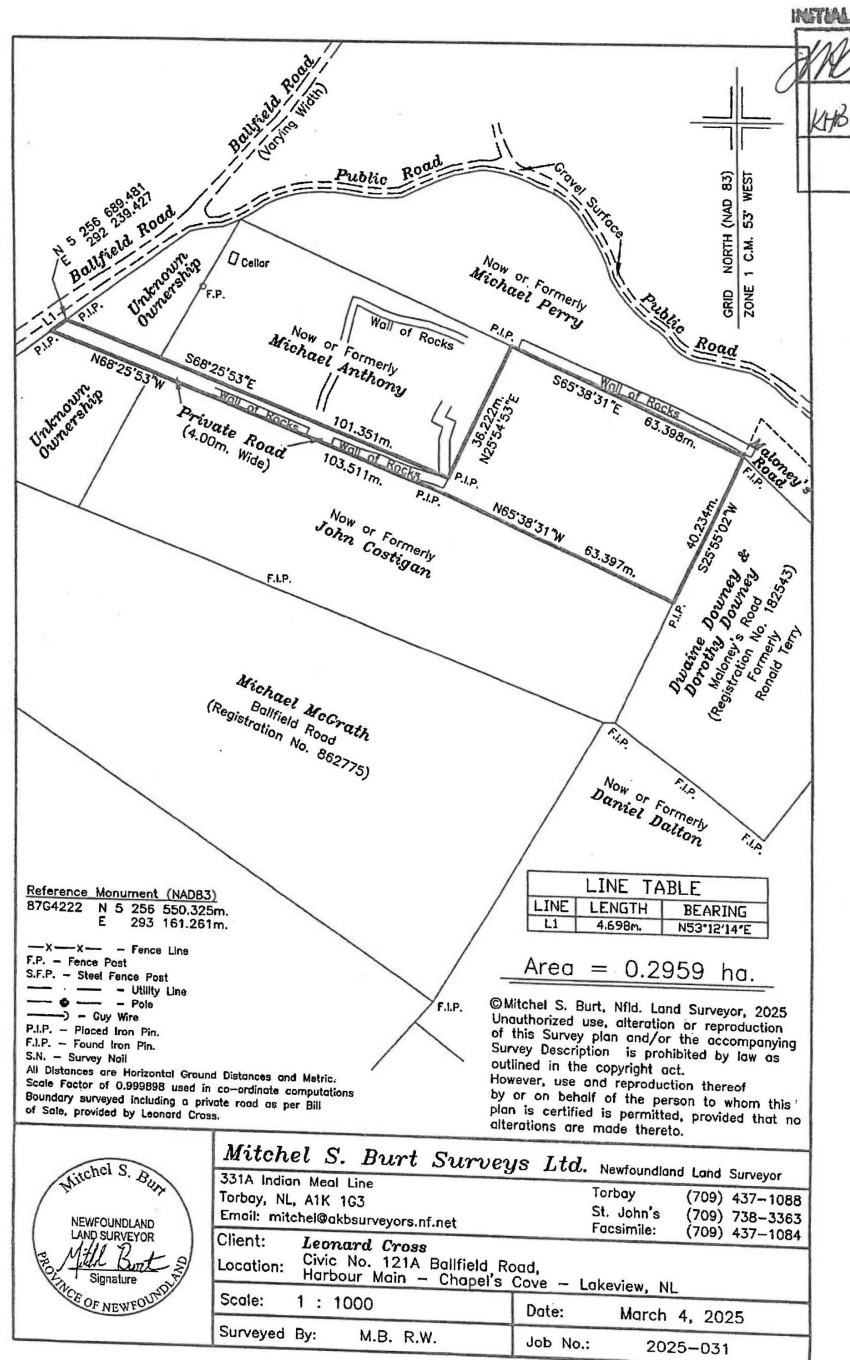 INITIAL
KHB
Ballfield Road
(Varying Width)
Public Road
Gravel Surface
GRID NORTH (NAD 83)
ZONE 1 C.M. 53° WEST
N 5 256 689.481
E 292 239.427
Ballfield Road
Unknown
Ownership
Cellar
F.P.
L1
P.I.P.
P.I.P.
Now or Formerly
Michael Perry
Public Road
Wall of Rocks
Now or Formerly
Michael Anthony
P.I.P.
N68°25'53"W
S68°25'53"E
S65°38'31"E
Wall of Rocks
63.398m.
Maloney's
Road
F.I.P.
36.222m.
N25°54'53"E
Unknown
Ownership
Private Road
(4.00m. Wide)
Wall of Rocks
101.351m.
Wall of Rocks
103.511m.
P.I.P.
P.I.P.
N65°38'31"W
63.397m.
40.234m.
S25°55'02"W
P.I.P.
Now or Formerly
John Costigan
F.I.P.
Dwaine Downey &
Dorothy Downey
Maloney's Road
(Registration No. 182543)
Formerly
Ronald Terry
Michael McGrath
Ballfield Road
(Registration No. 862775)
F.I.P.
F.I.P.
Now or Formerly
Daniel Dalton
F.I.P.
LINE TABLE
LINE LENGTH BEARING
L1 4.698m. N53°12'14"E
Area = 0.2959 ha.
Reference Monument (NAD83)
87G4222 N 5 256 550.325m.
E 293 161.261m.
—x—x— - Fence Line
F.P. - Fence Post
S.F.P. - Steel Fence Post
- Utility Line
- Pole
- Guy Wire
P.I.P. - Placed Iron Pin.
F.I.P. - Found Iron Pin.
S.N. - Survey Nail
All Distances are Horizontal Ground Distances and Metric.
Scale Factor of 0.999898 used in co-ordinate computations
Boundary surveyed including a private road as per Bill
of Sale, provided by Leonard Cross.
F.I.P.
©Mitchel S. Burt, Nfld. Land Surveyor, 2025
Unauthorized use, alteration or reproduction
of this Survey plan and/or the accompanying
Survey Description is prohibited by law as
outlined in the copyright act.
However, use and reproduction thereof
by or on behalf of the person to whom this
plan is certified is permitted, provided that no
alterations are made thereto.
Mitchel S. Burt
NEWFOUNDLAND
LAND SURVEYOR
Mitchel Burt
Signature
PROVINCE OF NEWFOUNDLAND
Mitchel S. Burt Surveys Ltd. Newfoundland Land Surveyor
331A Indian Meal Line
Torbay, NL, A1K 1G3
Email: mitchel@akbsurveyors.nf.net
Torbay (709) 437-1088
St. John's (709) 738-3363
Facsimile: (709) 437-1084
Client: Leonard Cross
Location: Civic No. 121A Ballfield Road,
Harbour Main - Chapel's Cove - Lakeview, NL
Scale: 1 : 1000
Date: March 4, 2025
Surveyed By: M.B. R.W.
Job No.: 2025-031